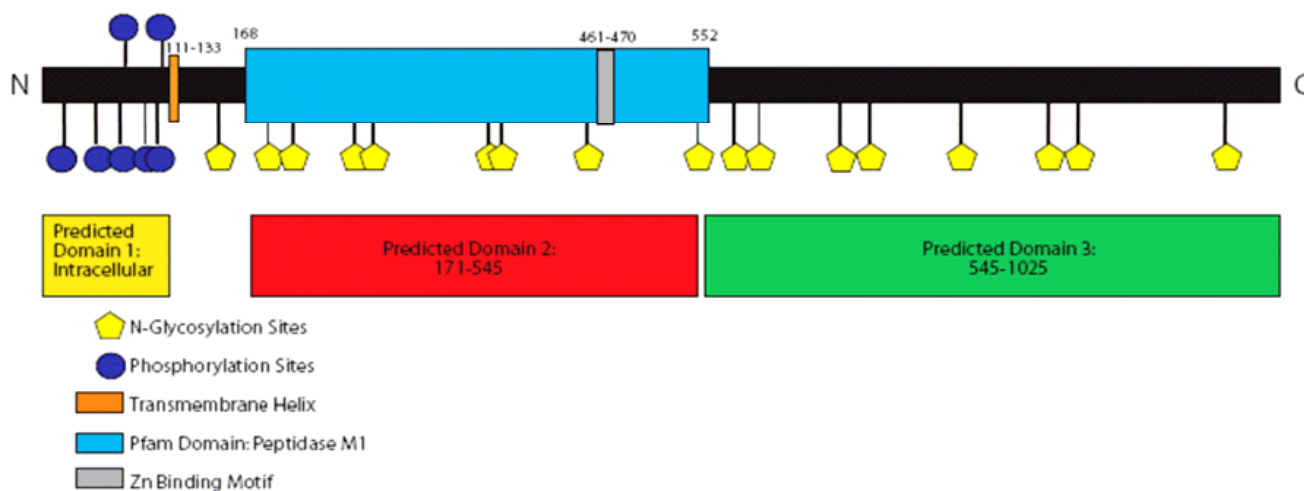 111-133
168
461-470
552
N
C
Predicted
Domain 1:
Intracellular
Predicted Domain 2:
171-545
Predicted Domain 3:
545-1025
N-Glycosylation Sites
Phosphorylation Sites
Transmembrane Helix
Pfam Domain: Peptidase M1
Zn Binding Motif